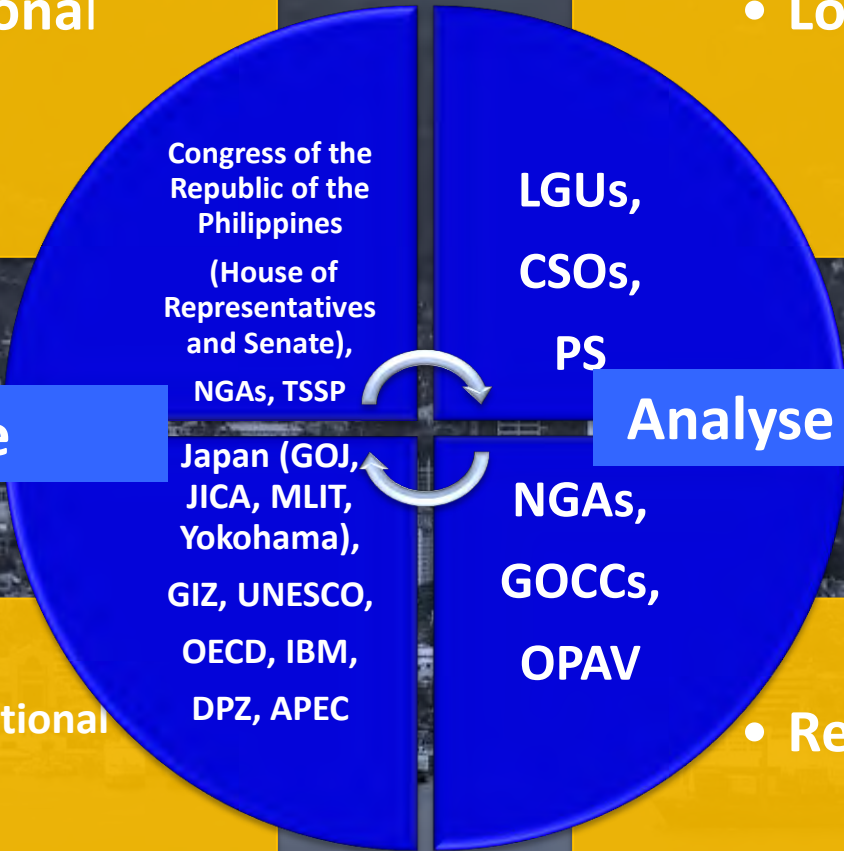 onal
• Lo
Congress of the
Republic of the
Philippines
(House of
Representatives
and Senate),
NGAs, TSSP
LGUs,
CSOs,
PS
e
Analyse
Japan (GOJ,
JICA, MLIT,
Yokohama),
GIZ, UNESCO,
OECD, IBM,
DPZ, APEC
NGAs,
GOCCs,
OPAV
tional
• Re